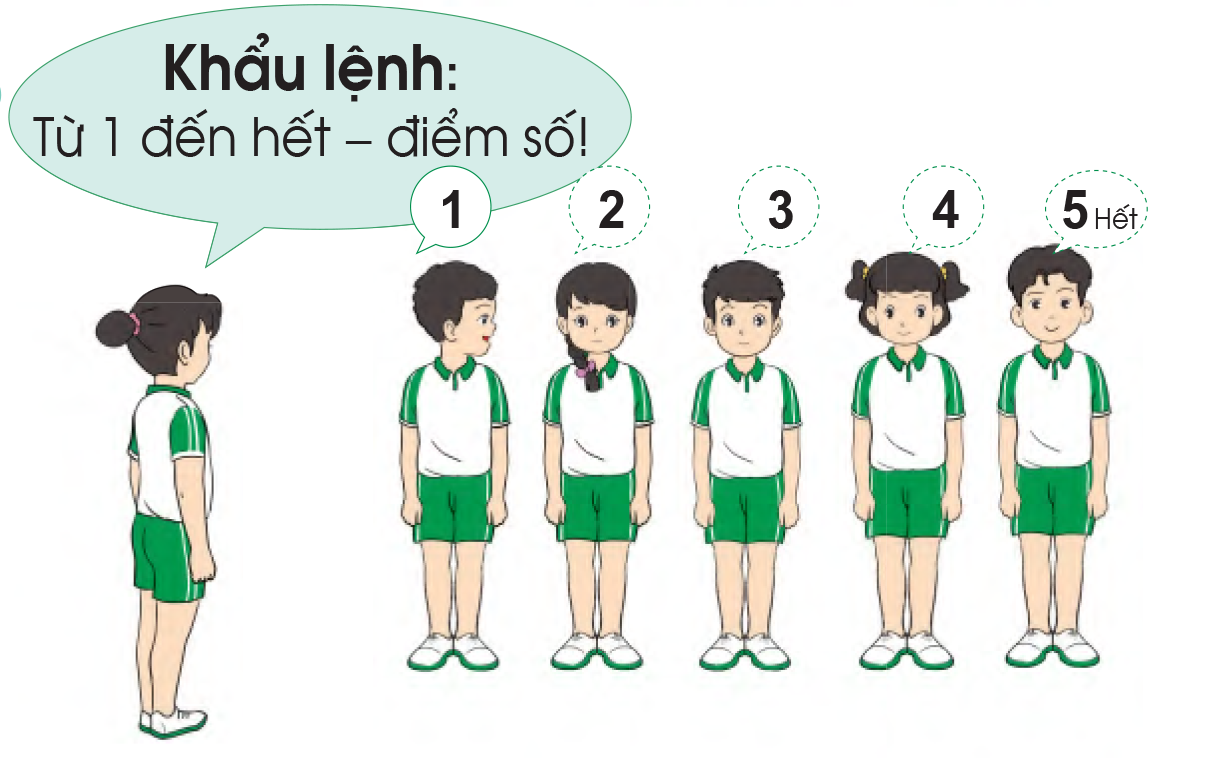 Khẩu lệnh:
Từ 1 đến hết – điểm số!
1
2
3
4
5 Hết